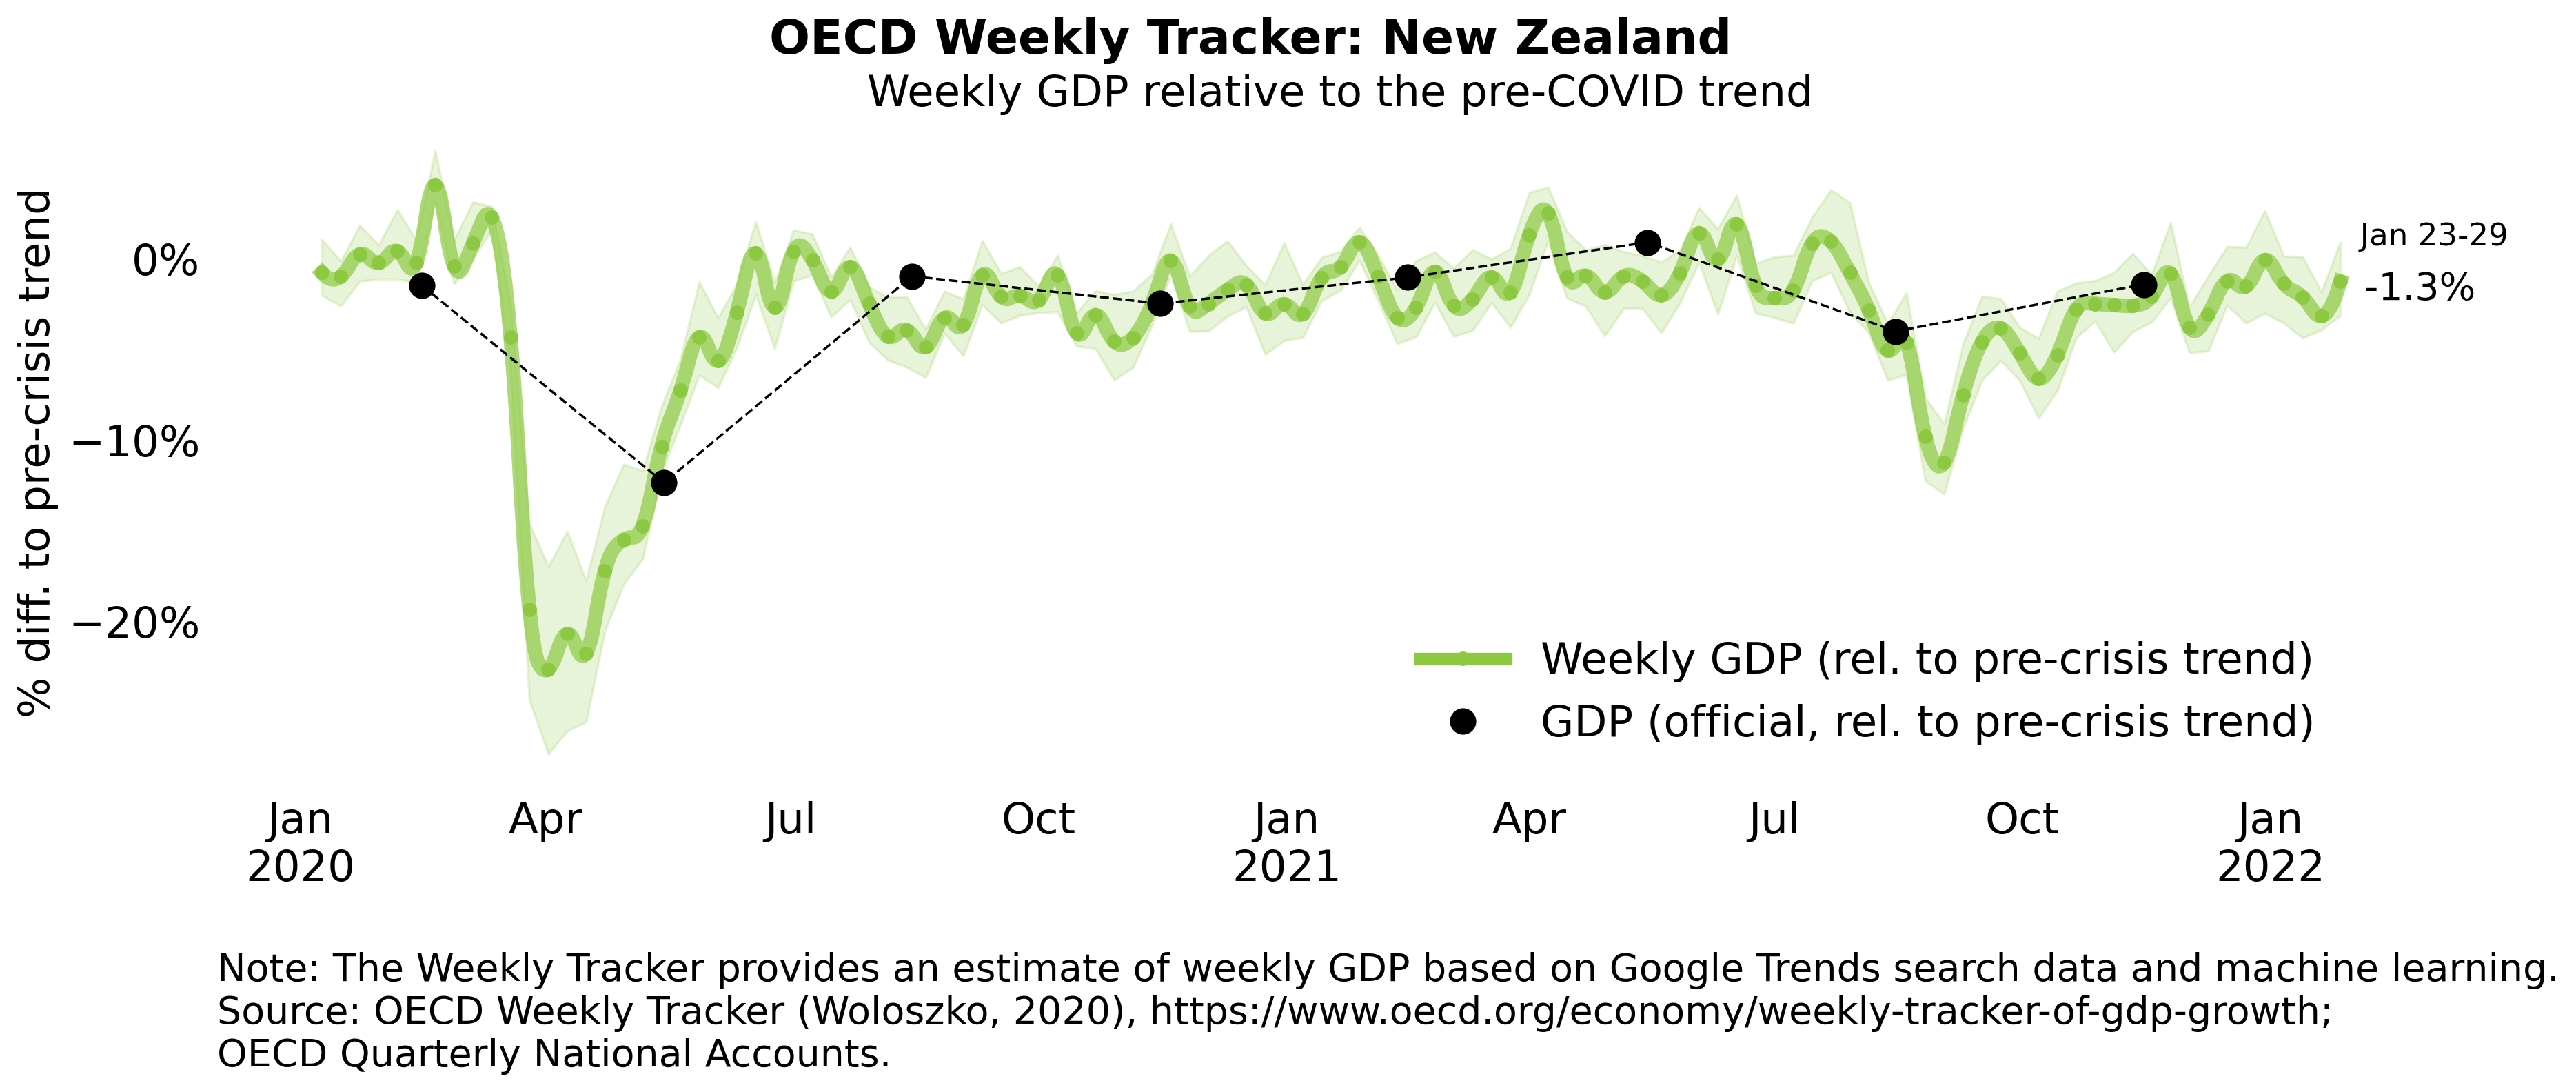 OECD Weekly Tracker: New Zealand
Weekly GDP relative to the pre-COVID trend
% diff. to pre-crisis trend
0%
−10%
−20%
Jan 23-29
-1.3%
Weekly GDP (rel. to pre-crisis trend)
GDP (official, rel. to pre-crisis trend)
Jan Apr Jul Oct Jan Apr Jul Oct Jan
2020 2021 2022
Note: The Weekly Tracker provides an estimate of weekly GDP based on Google Trends search data and machine learning.
Source: OECD Weekly Tracker (Woloszko, 2020), https://www.oecd.org/economy/weekly-tracker-of-gdp-growth;
OECD Quarterly National Accounts.